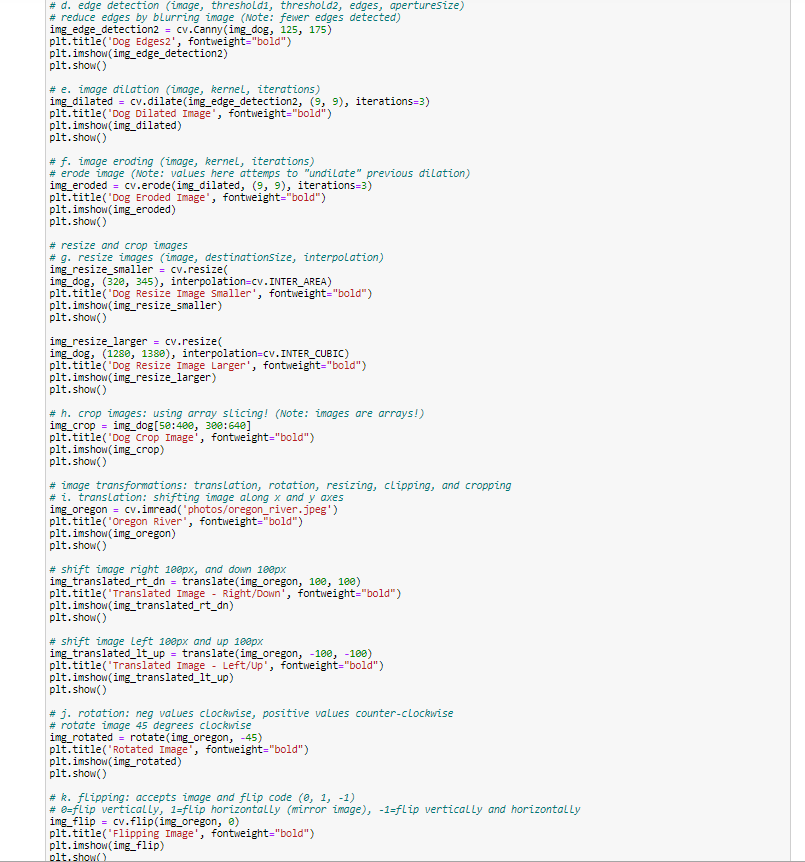 # d. edge detection (image, threshold1, threshold2, edges, apertureSize)
# reduce edges by blurring image (Note: fewer edges detected)
img_edge_detection2 = cv.Canny(img_dog, 125, 175)
plt.title('Dog Edges2', fontweight="bold")
plt.imshow(img_edge_detection2)
plt.show()
# e. image dilation (image, kernel, iterations)
img_dilated = cv.dilate(img_edge_detection2, (9, 9), iterations=3)
plt.title('Dog Dilated Image', fontweight="bold")
plt.imshow(img_dilated)
plt.show()
# f. image eroding (image, kernel, iterations)
# erode image (Note: values here attemps to "undilate" previous dilation)
img_eroded = cv.erode(img_dilated, (9, 9), iterations=3)
plt.title('Dog Eroded Image', fontweight="bold")
plt.imshow(img_eroded)
plt.show()
# resize and crop images
# g. resize images (image, destinationSize, interpolation)
img_resize_smaller = cv.resize(
img_dog, (320, 345), interpolation=cv.INTER_AREA)
plt.title('Dog Resize Image Smaller', fontweight="bold")
plt.imshow(img_resize_smaller)
plt.show()
img_resize_larger = cv.resize(
img_dog, (1280, 1380), interpolation=cv.INTER_CUBIC)
plt.title('Dog Resize Image Larger', fontweight="bold")
plt.imshow(img_resize_larger)
plt.show()
# h. crop images: using array slicing! (Note: images are arrays!)
img_crop = img_dog[50:400, 300:640]
plt.title('Dog Crop Image', fontweight="bold")
plt.imshow(img_crop)
plt.show()
# image transformations: translation, rotation, resizing, clipping, and cropping
# i. translation: shifting image along x and y axes
img_oregon = cv.imread('photos/oregon_river.jpeg')
plt.title('Oregon River', fontweight="bold")
plt.imshow(img_oregon)
plt.show()
# shift image right 100px, and down 100px
img_translated_rt_dn = translate(img_oregon, 100, 100)
plt.title('Translated Image - Right/Down', fontweight="bold")
plt.imshow(img_translated_rt_dn)
plt.show()
# shift image left 100px and up 100px
img_translated_lt_up = translate(img_oregon, -100, -100)
plt.title('Translated Image - Left/Up', fontweight="bold")
plt.imshow(img_translated_lt_up)
plt.show()
# j. rotation: neg values clockwise, positive values counter-clockwise
# rotate image 45 degrees clockwise
img_rotated = rotate(img_oregon, -45)
plt.title('Rotated Image', fontweight="bold")
plt.imshow(img_rotated)
plt.show()
# k. flipping: accepts image and flip code (0, 1, -1)
# 0=flip vertically, 1=flip horizontally (mirror image), -1=flip vertically and horizontally
img_flip = cv.flip(img_oregon, 0)
plt.title('Flipping Image', fontweight="bold")
plt.imshow(img_flip)
plt.show()